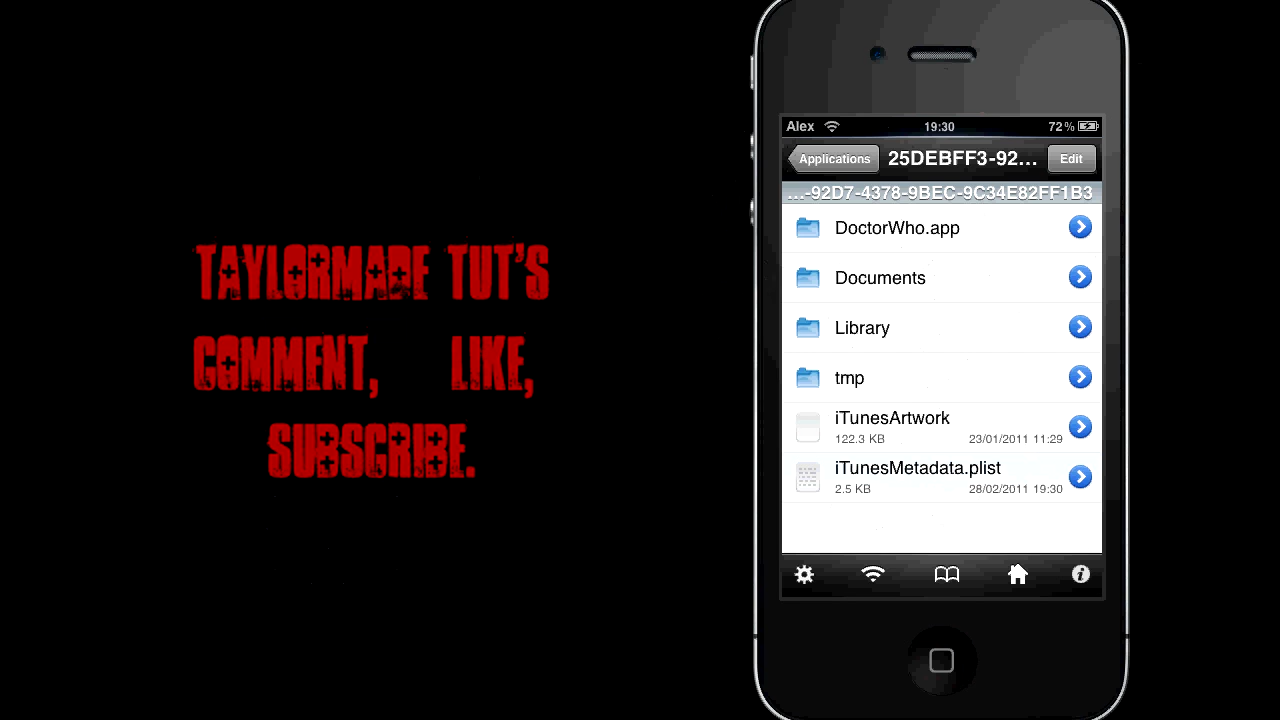 TAYLORMADE TUT'S
COMMENT, LIKE,
SUBSCRIBE.
Alex 19:30 72%
Applications 25DEBFF3-92... Edit
...-92D7-4378-9BEC-9C34E82FF1B3
DoctorWho.app
Documents
Library
tmp
iTunesArtwork
122.3 KB 23/01/2011 11:29
iTunesMetadata.plist
2.5 KB 28/02/2011 19:30